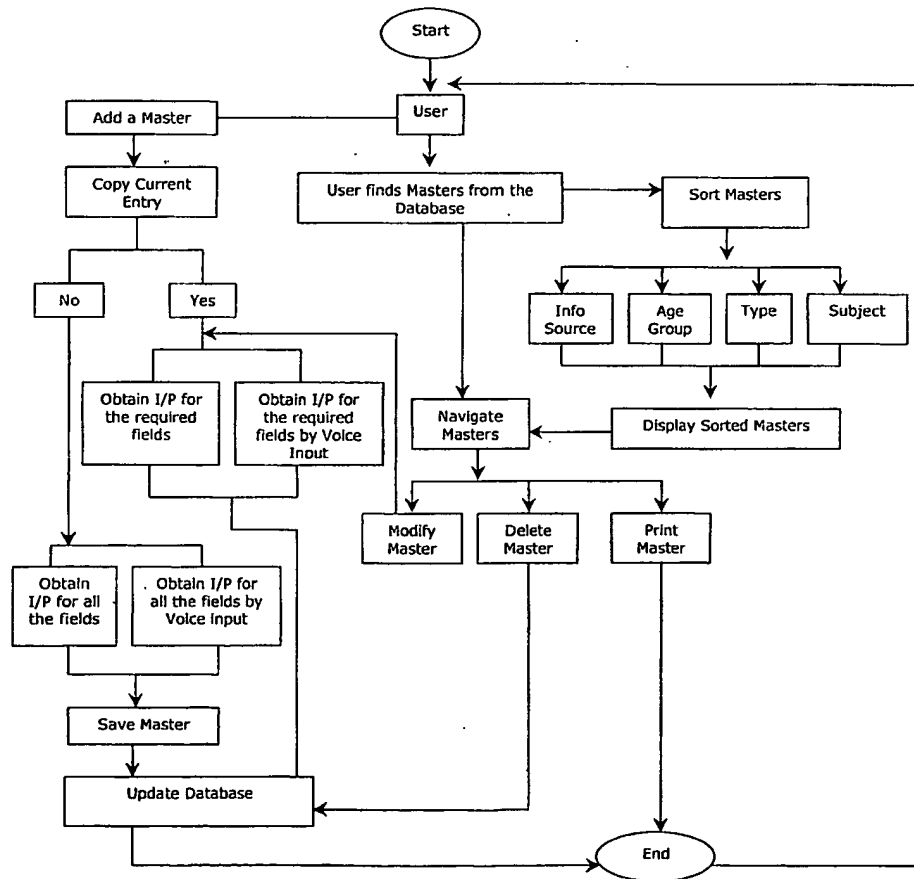 Start
User
Add a Master
Copy Current
Entry
No
Yes
User finds Masters from the
Database
Sort Masters
Info
Source
Age
Group
Type
Subject
Display Sorted Masters
Navigate
Masters
Obtain I/P for
the required
fields
Obtain I/P for
the required
fields by Voice
Input
Modify
Master
Delete
Master
Print
Master
Obtain
I/P for all
the fields
Obtain I/P for
all the fields by
Voice input
Save Master
Update Database
End